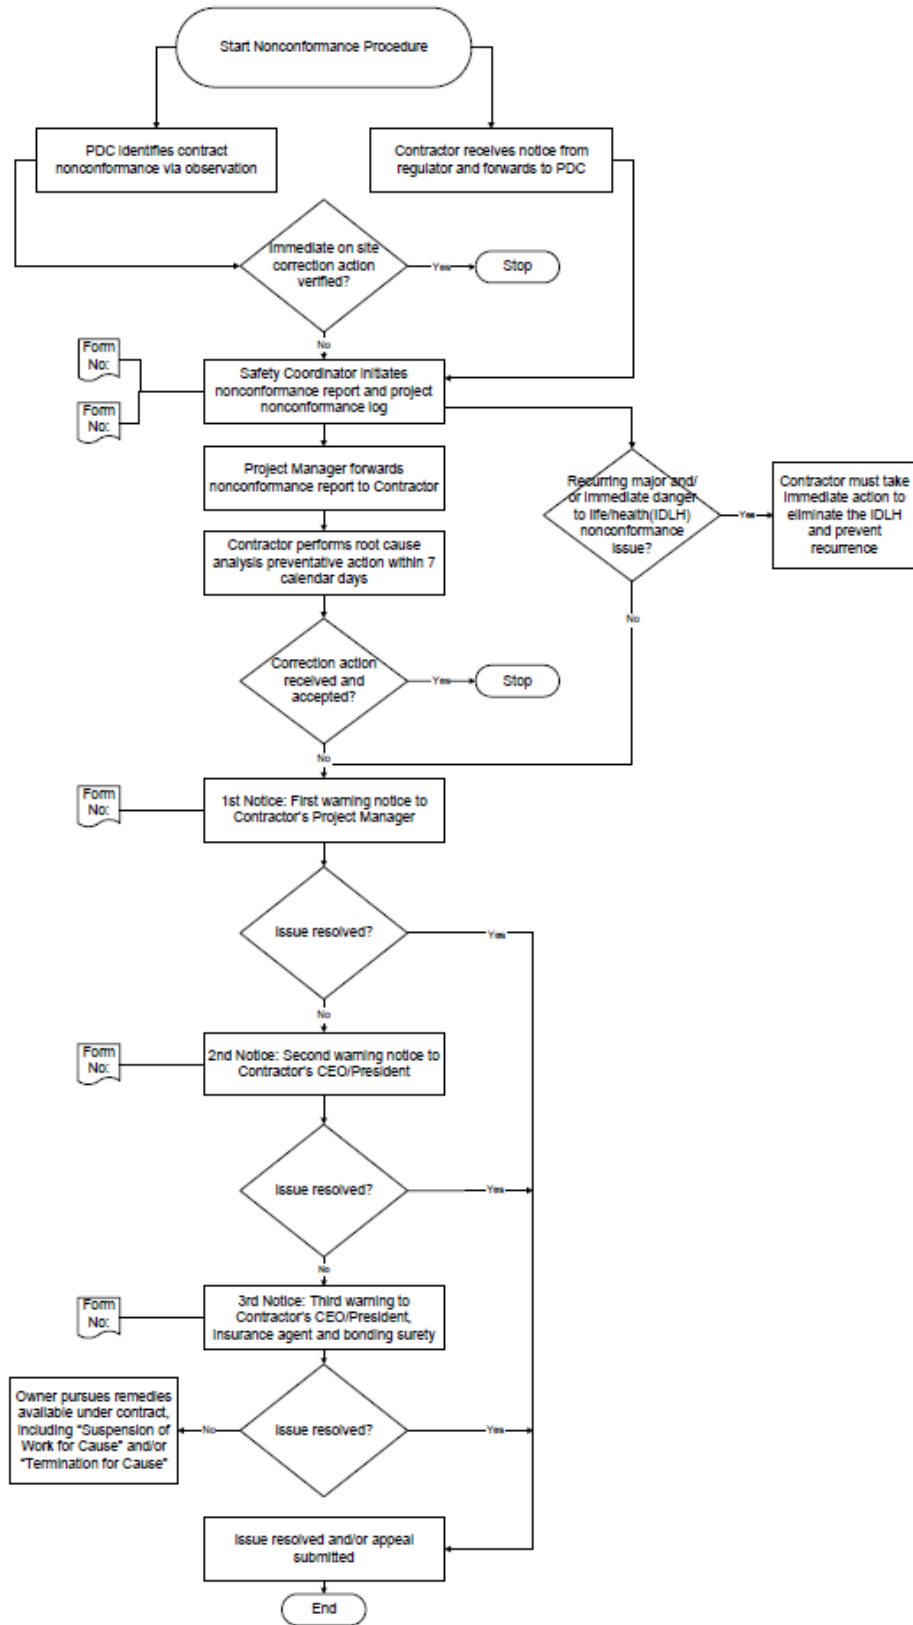 Start Nonconformance Procedure
PDC identifies contract
nonconformance via observation
Contractor receives notice from
regulator and forwards to PDC
Immediate on site
correction action
verified?
Yes
Stop
No
Form
No:
Form
No:
Safety Coordinator initiates
nonconformance report and project
nonconformance log
Project Manager forwards
nonconformance report to Contractor
Recurring major and/
or immediate danger
to life/health(IDLH)
nonconformance
issue?
Yes
Contractor must take
immediate action to
eliminate the IDLH
and prevent
recurrence
No
Contractor performs root cause
analysis preventative action within 7
calendar days
Correction action
received and
accepted?
Yes
Stop
No
Form
No:
1st Notice: First warning notice to
Contractor's Project Manager
Issue resolved?
Yes
No
Form
No:
2nd Notice: Second warning notice to
Contractor's CEO/President
Issue resolved?
Yes
No
Form
No:
3rd Notice: Third warning to
Contractor's CEO/President,
insurance agent and bonding surety
Issue resolved?
Yes
No
Owner pursues remedies
available under contract,
including "Suspension of
Work for Cause" and/or
"Termination for Cause"
Issue resolved and/or appeal
submitted
End